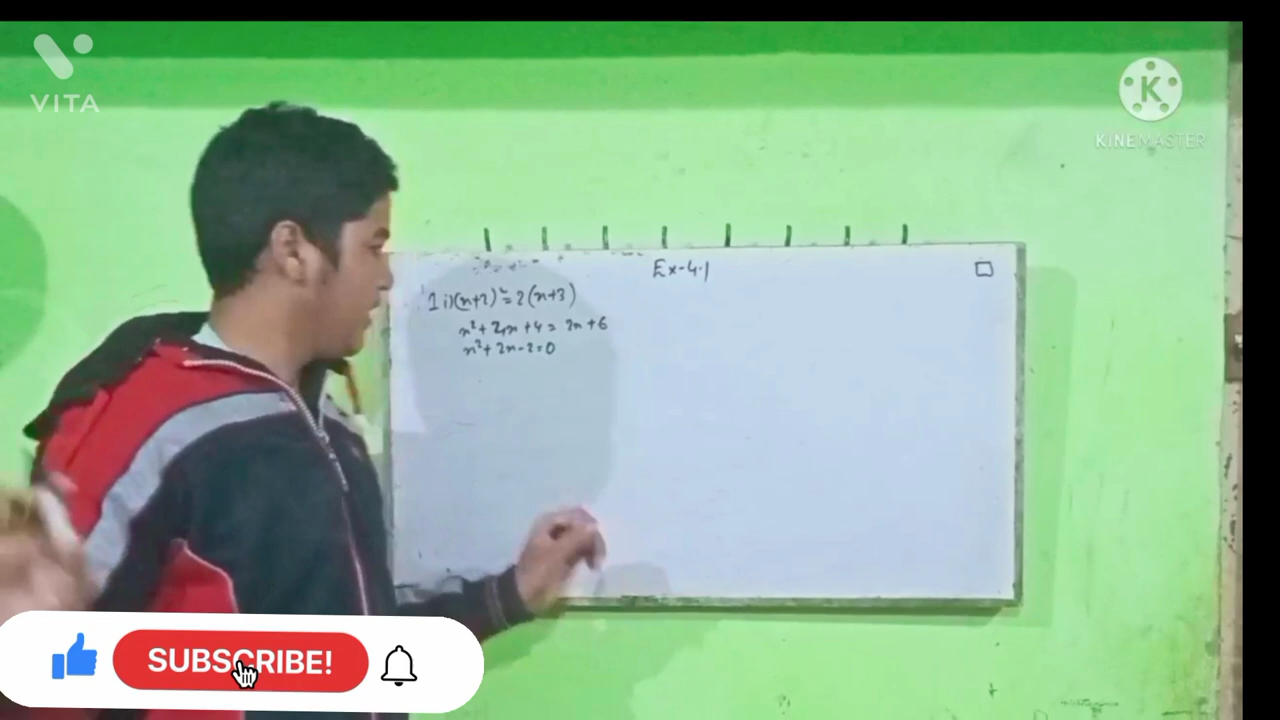 VITA
KINEMASTER
Ex-4.1
1 i) (x+2)² = 2(x+3)
x² + 2x + 4 = 2x + 6
x² + 2x - 2 = 0
SUBSCRIBE!